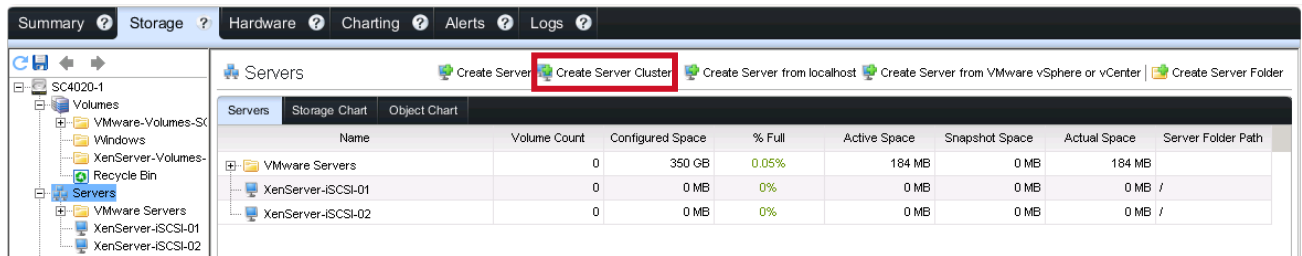 Summary ? Storage ? Hardware ? Charting ? Alerts ? Logs ?
SC4020-1
Volumes
VMware-Volumes-S
Windows
XenServer-Volumes-
Recycle Bin
Servers
VMware Servers
XenServer-iSCSI-01
XenServer-iSCSI-02
Servers Create Server Create Server Cluster Create Server from localhost Create Server from VMware vSphere or vCenter Create Server Folder
Servers Storage Chart Object Chart
Name Volume Count Configured Space % Full Active Space Snapshot Space Actual Space Server Folder Path
VMware Servers 0 350 GB 0.05% 184 MB 0 MB 184 MB
XenServer-iSCSI-01 0 0 MB 0% 0 MB 0 MB 0 MB /
XenServer-iSCSI-02 0 0 MB 0% 0 MB 0 MB 0 MB /